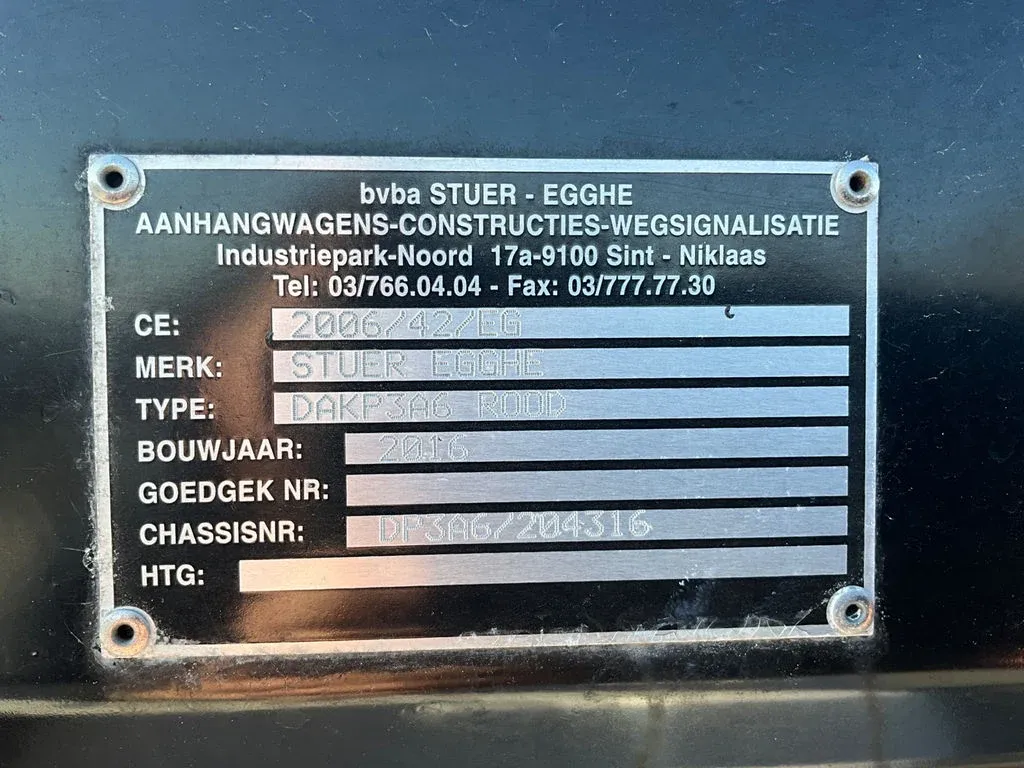 bvba STUER - EGGHE
AANHANGWAGENS-CONSTRUCTIES-WEGSIGNALISATIE
Industriepark-Noord 17a-9100 Sint - Niklaas
Tel: 03/766.04.04 - Fax: 03/777.77.30
CE: 2006/42/EG
MERK: STUER EGGHE
TYPE: DAKP3A6 ROOD
BOUWJAAR: 2016
GOEDGEK NR:
CHASSISNR: DP3A6/204316
HTG: